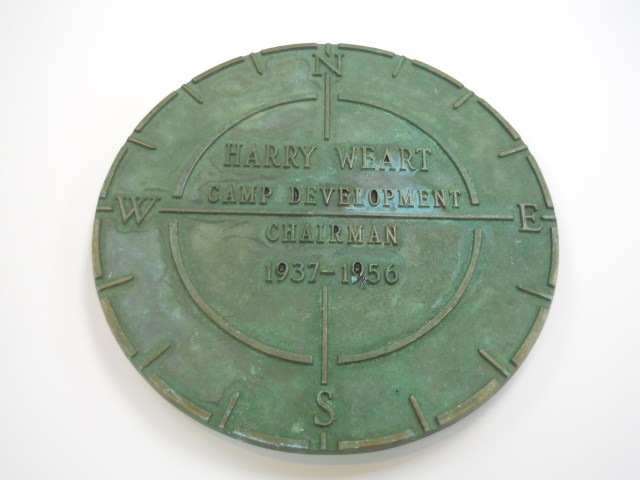 N
HARRY WEART
CAMP DEVELOPMENT
W E
CHAIRMAN
1937-1956
S